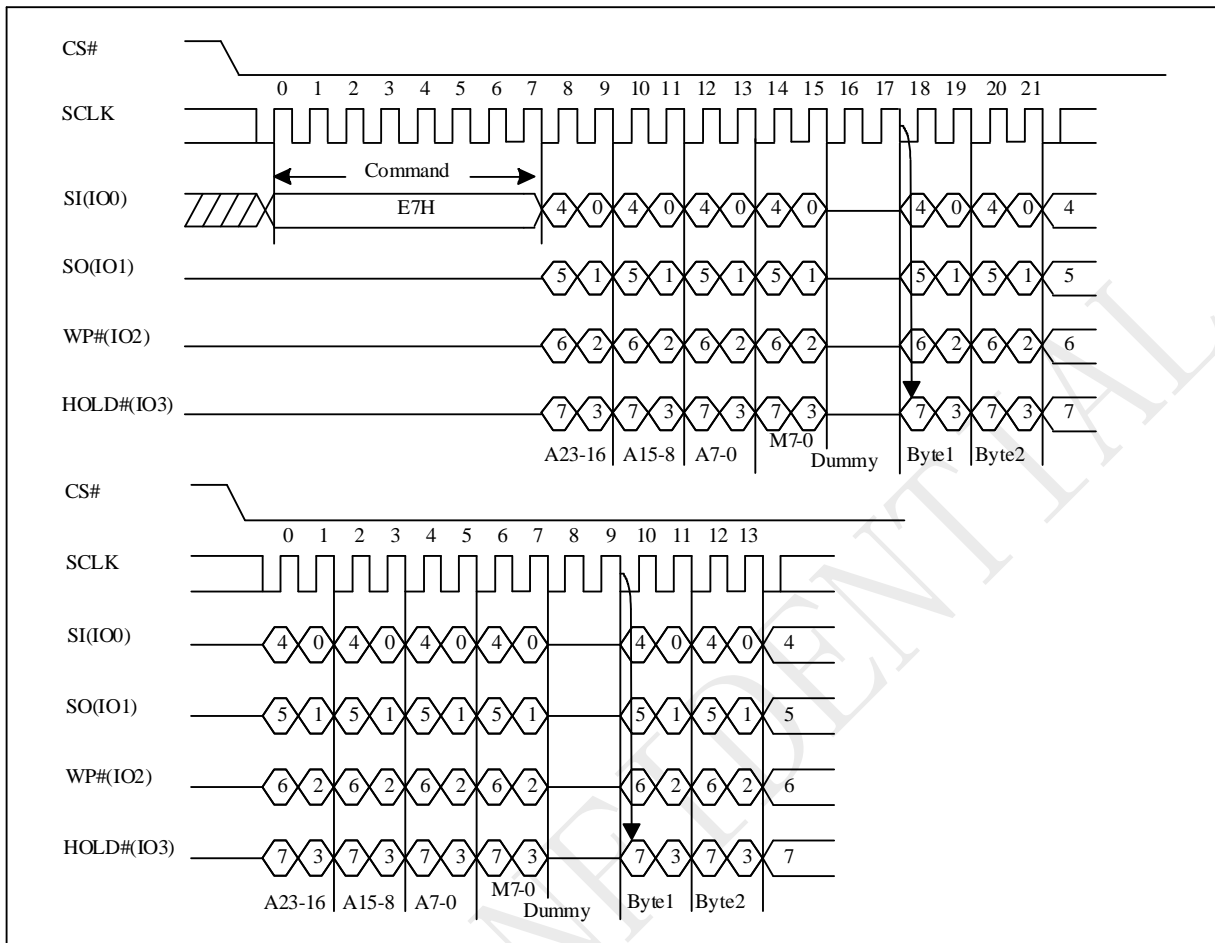 CS#
0 1 2 3 4 5 6 7 8 9 10 11 12 13 14 15 16 17 18 19 20 21
SCLK
Command
SI(IO0) E7H 4 0 4 0 4 0 4 0 4 0 4 0 4
SO(IO1) 5 1 5 1 5 1 5 1 5 1 5 1 5
WP#(IO2) 6 2 6 2 6 2 6 2 6 2 6 2 6
HOLD#(IO3) 7 3 7 3 7 3 7 3 7 3 7 3 7
A23-16 A15-8 A7-0 M7-0 Dummy Byte1 Byte2
CS#
0 1 2 3 4 5 6 7 8 9 10 11 12 13
SCLK
SI(IO0) 4 0 4 0 4 0 4 0 4 0 4 0 4
SO(IO1) 5 1 5 1 5 1 5 1 5 1 5 1 5
WP#(IO2) 6 2 6 2 6 2 6 2 6 2 6 2 6
HOLD#(IO3) 7 3 7 3 7 3 7 3 7 3 7 3 7
A23-16 A15-8 A7-0 M7-0 Dummy Byte1 Byte2
NFIDENTIAL